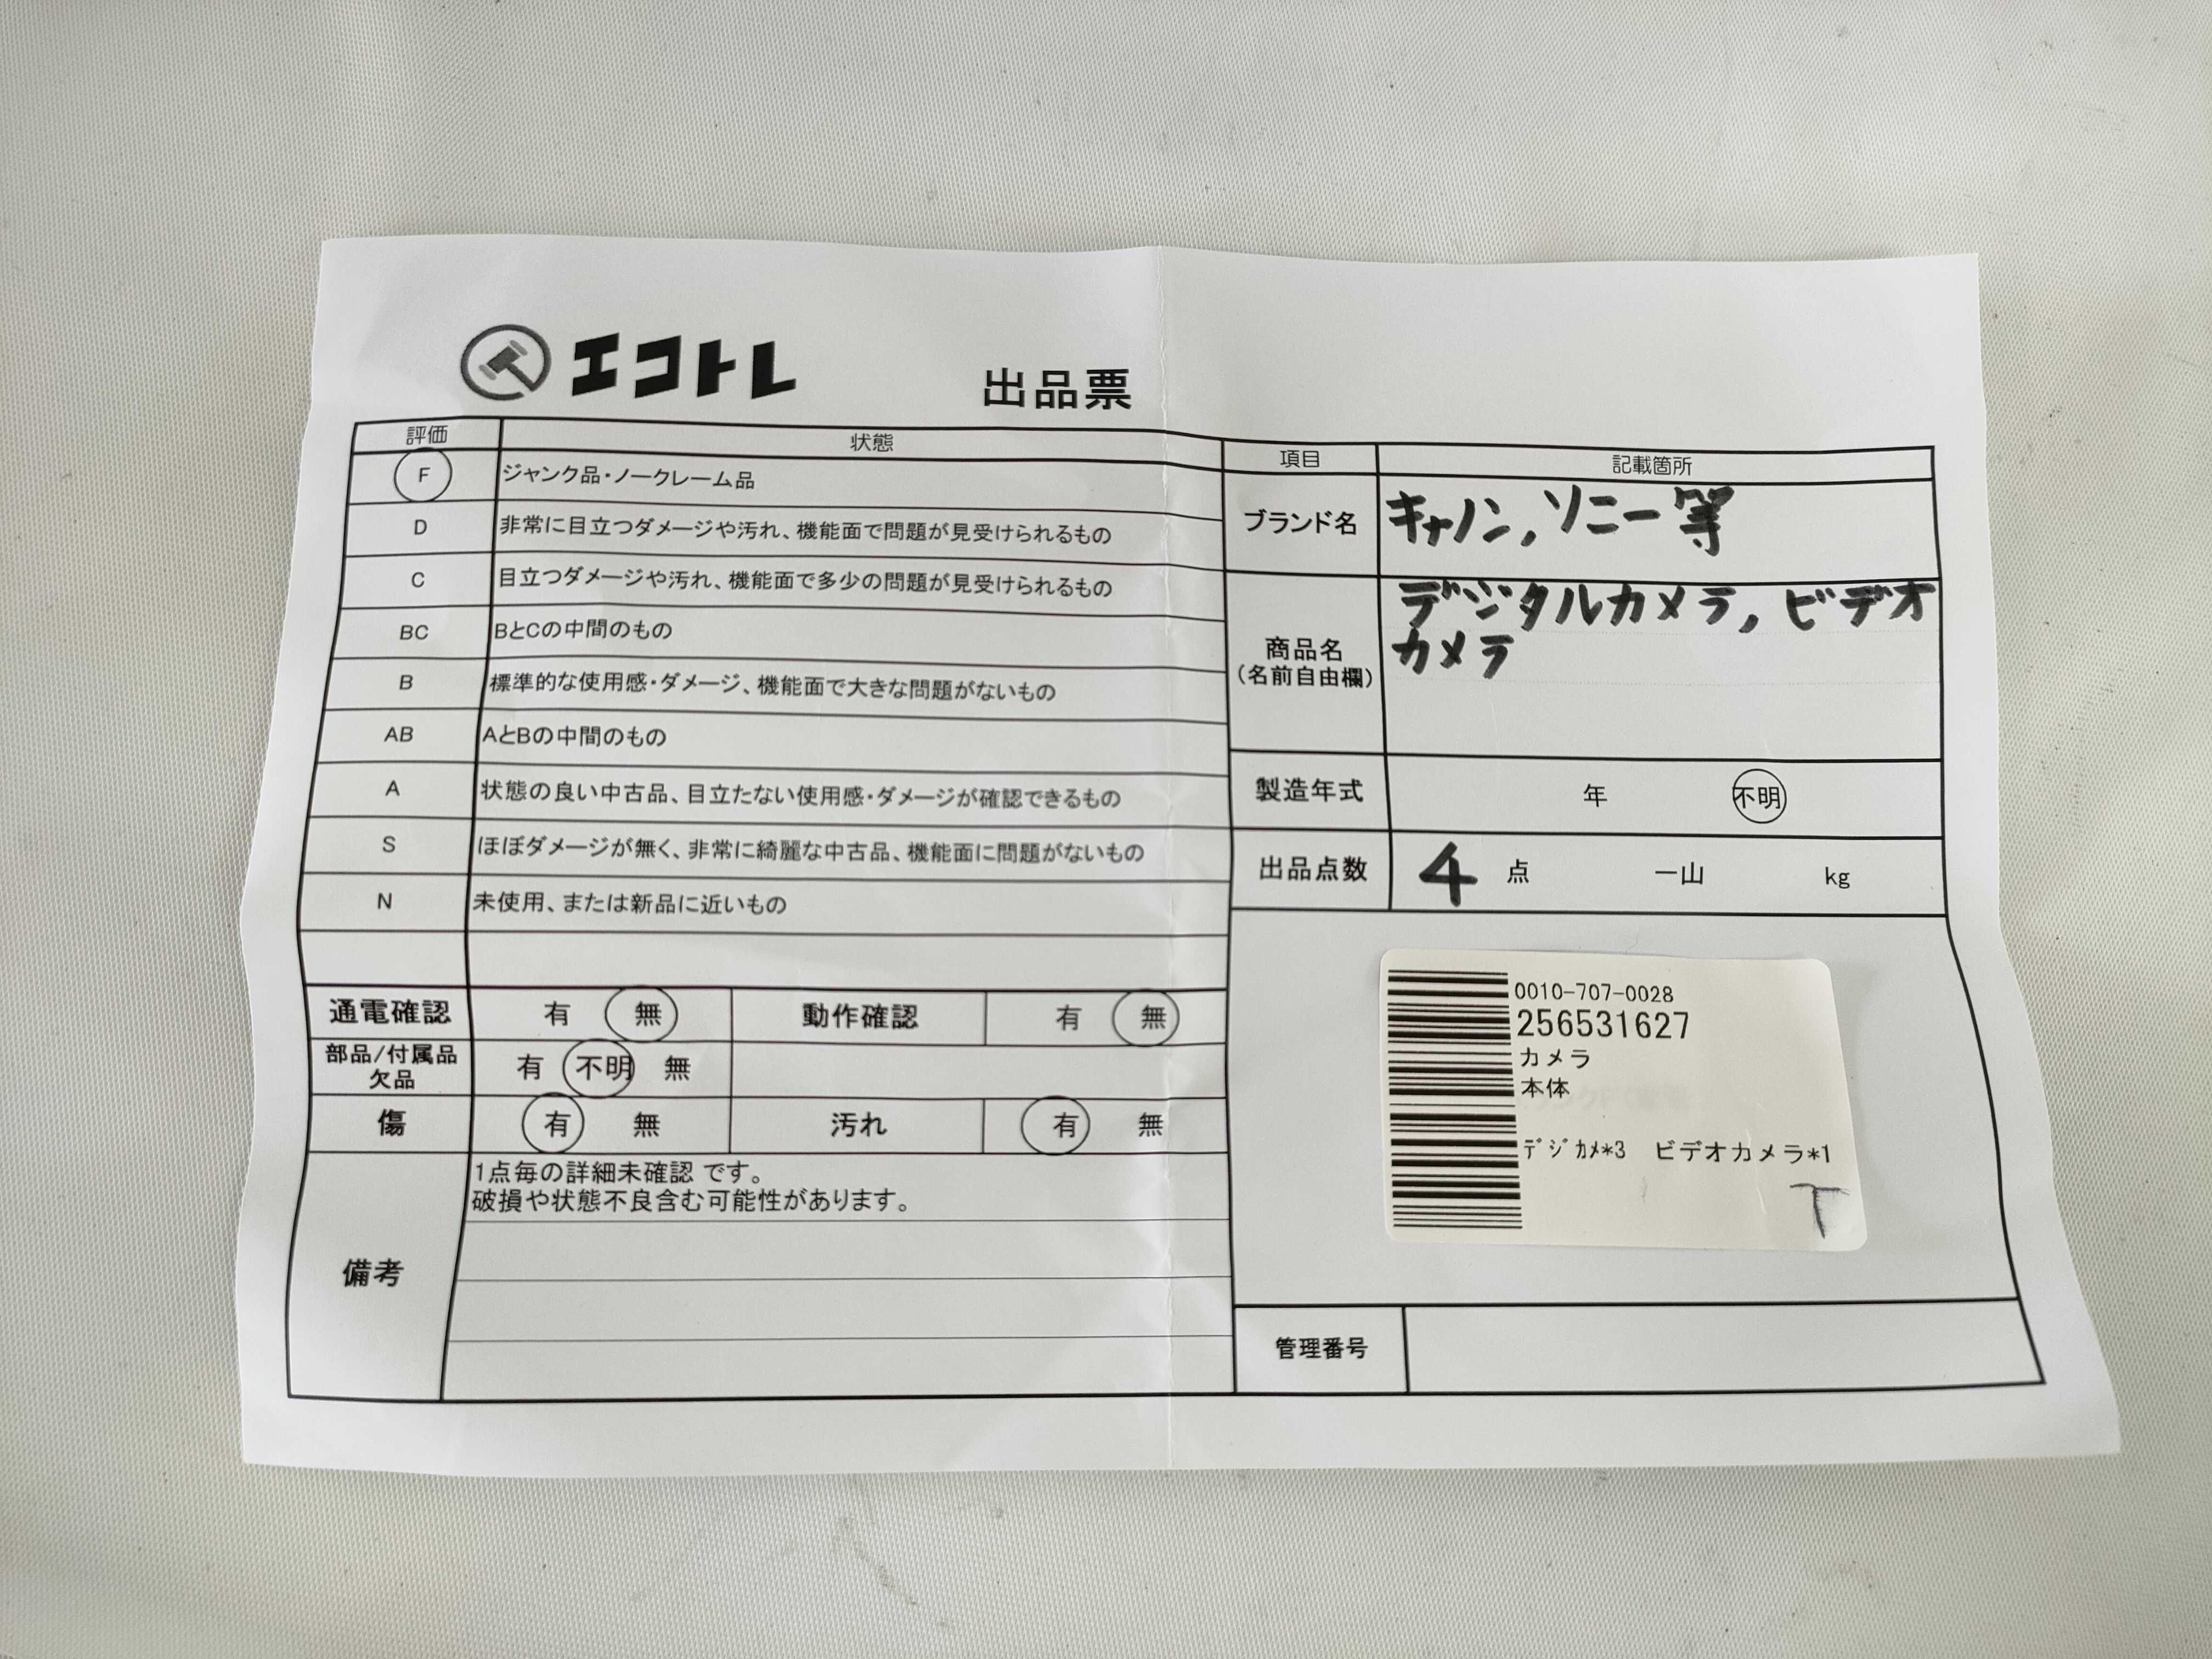 エコトレ
出品票
評価 状態
F ジャンク品・ノークレーム品
D 非常に目立つダメージや汚れ、機能面で問題が見受けられるもの
C 目立つダメージや汚れ、機能面で多少の問題が見受けられるもの
BC BとCの中間のもの
B 標準的な使用感・ダメージ、機能面で大きな問題がないもの
AB AとBの中間のもの
A 状態の良い中古品、目立たない使用感・ダメージが確認できるもの
S ほぼダメージが無く、非常に綺麗な中古品、機能面に問題がないもの
N 未使用、または新品に近いもの
通電確認 有 無 動作確認 有 無
部品/付属品
欠品
有 不明 無
傷 有 無 汚れ 有 無
備考
1点毎の詳細未確認 です。
破損や状態不良含む可能性があります。
項目 記載箇所
ブランド名 キャノン,ソニー等
商品名
(名前自由欄)
デジタルカメラ,ビデオ
カメラ
製造年式 年 不明
出品点数 4 点 一山 kg
0010-707-0028
256531627
カメラ
本体
ﾃﾞｼﾞｶﾒ*3 ビデオカメラ*1
T
管理番号